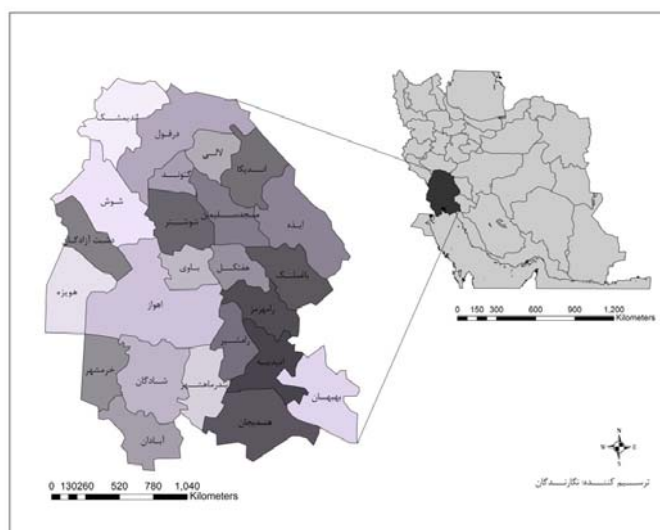 اندیمشک
دزفول
لالی
اندیکا
گتوند
شوش
مسجدسلیمان
ایذه
شوشتر
دشت آزادگان
باوی
هفتکل
باغملک
هویزه
اهواز
رامهرمز
رامشیر
امیدیه
خرمشهر
شادگان
بندرماهشهر
بهبهان
هندیجان
آبادان
0 130260 520 780 1,040
Kilometers
0 150 300 600 900 1,200
Kilometers
N
W E
S
ترسیم کننده: نگارندگان